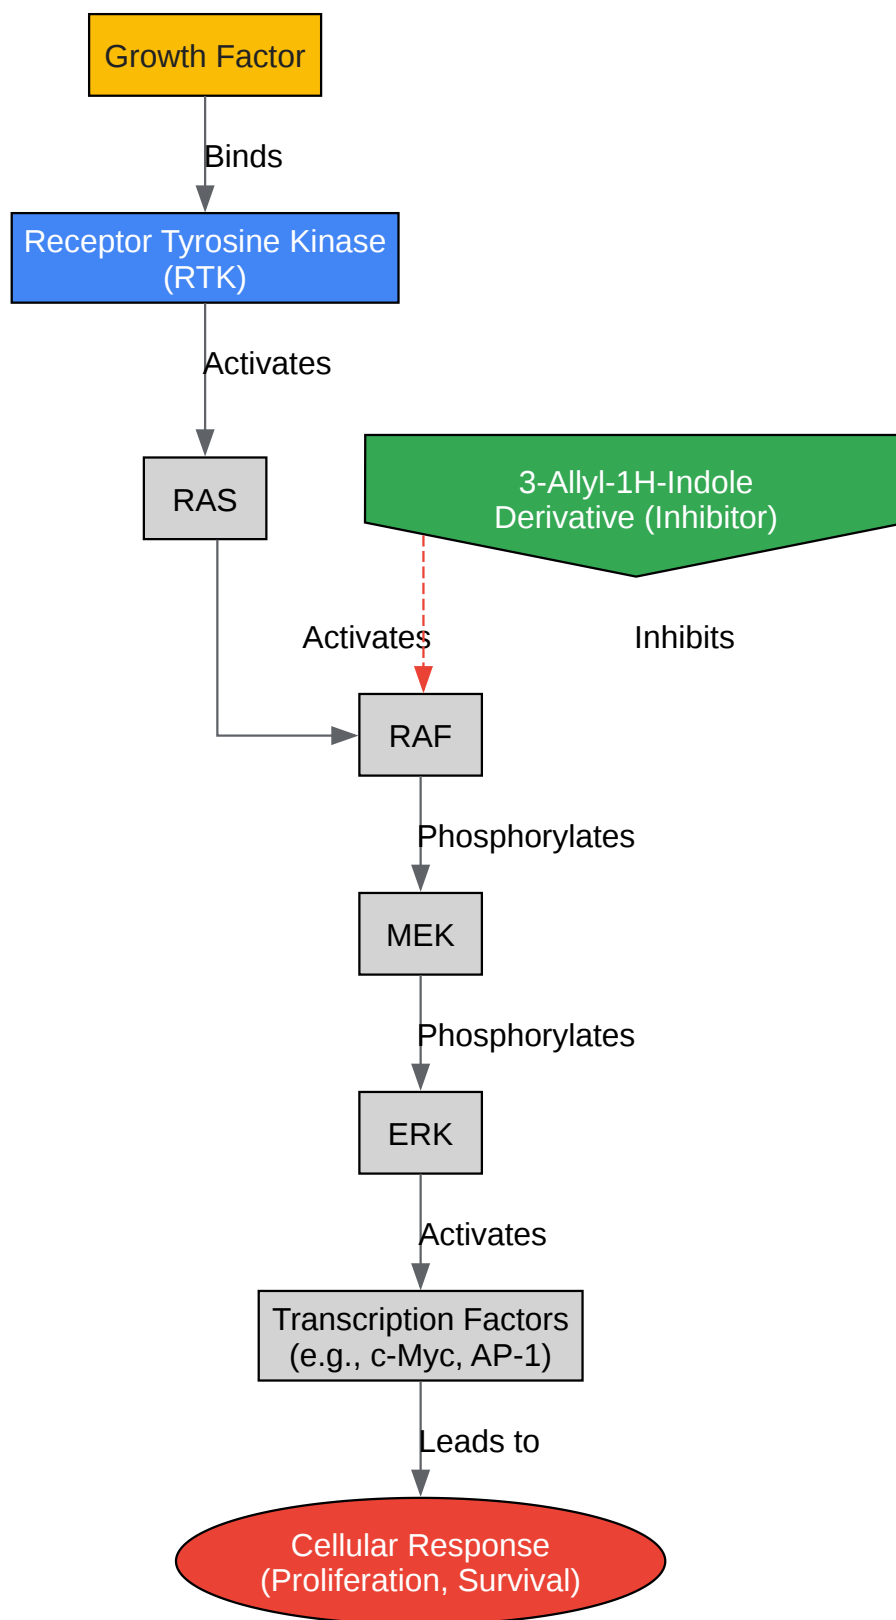 Growth Factor
Binds
Receptor Tyrosine Kinase
(RTK)
Activates
RAS
3-Allyl-1H-Indole
Derivative (Inhibitor)
Activates
Inhibits
RAF
Phosphorylates
MEK
Phosphorylates
ERK
Activates
Transcription Factors
(e.g., c-Myc, AP-1)
Leads to
Cellular Response
(Proliferation, Survival)